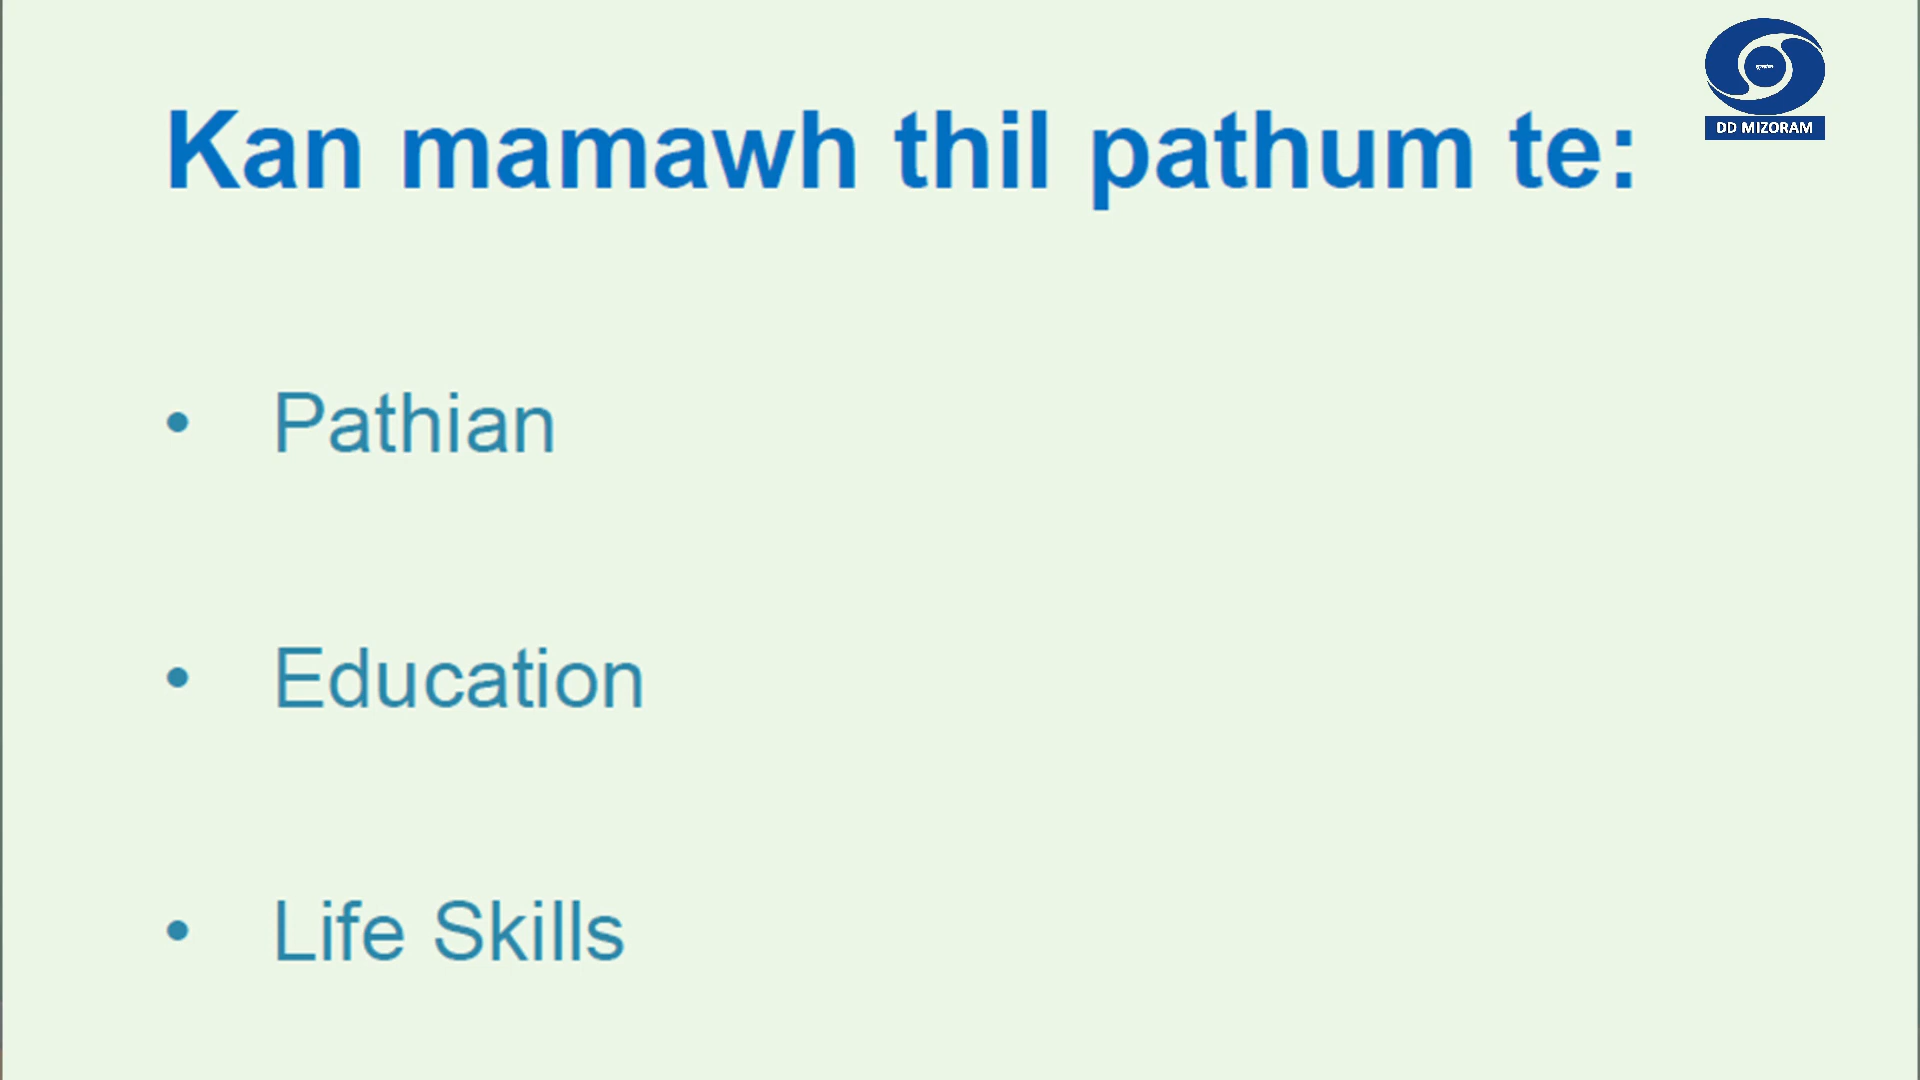 Kan mamawh thil pathum te:
DD MIZORAM
• Pathian
• Education
• Life Skills